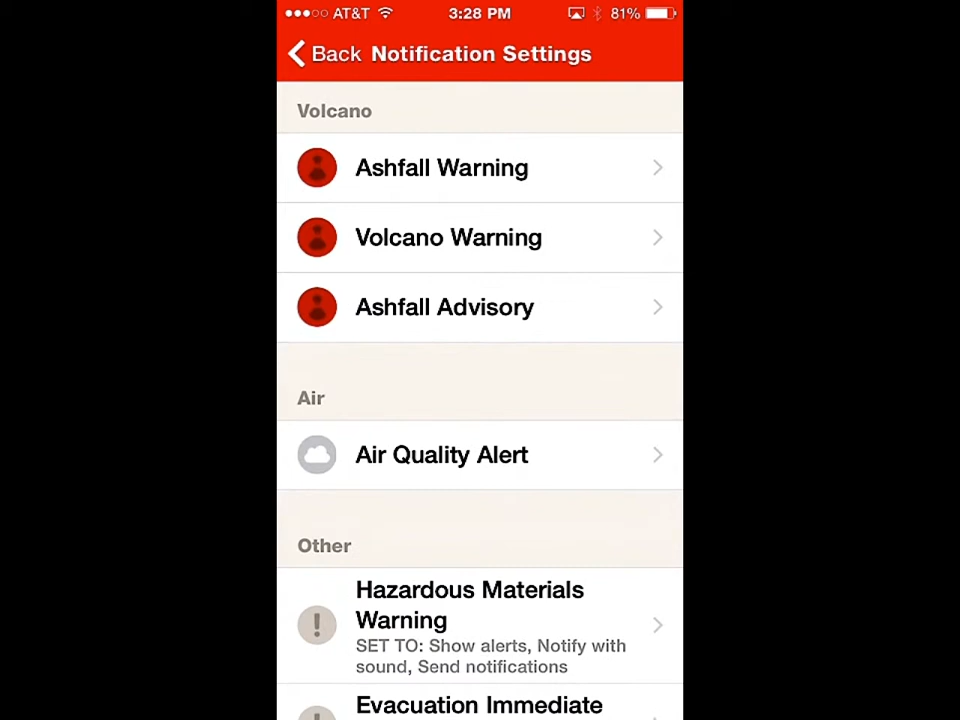 AT&T 3:28 PM 81%
Back Notification Settings
Volcano
Ashfall Warning
Volcano Warning
Ashfall Advisory
Air
Air Quality Alert
Other
Hazardous Materials
Warning
SET TO: Show alerts, Notify with
sound, Send notifications
Evacuation Immediate